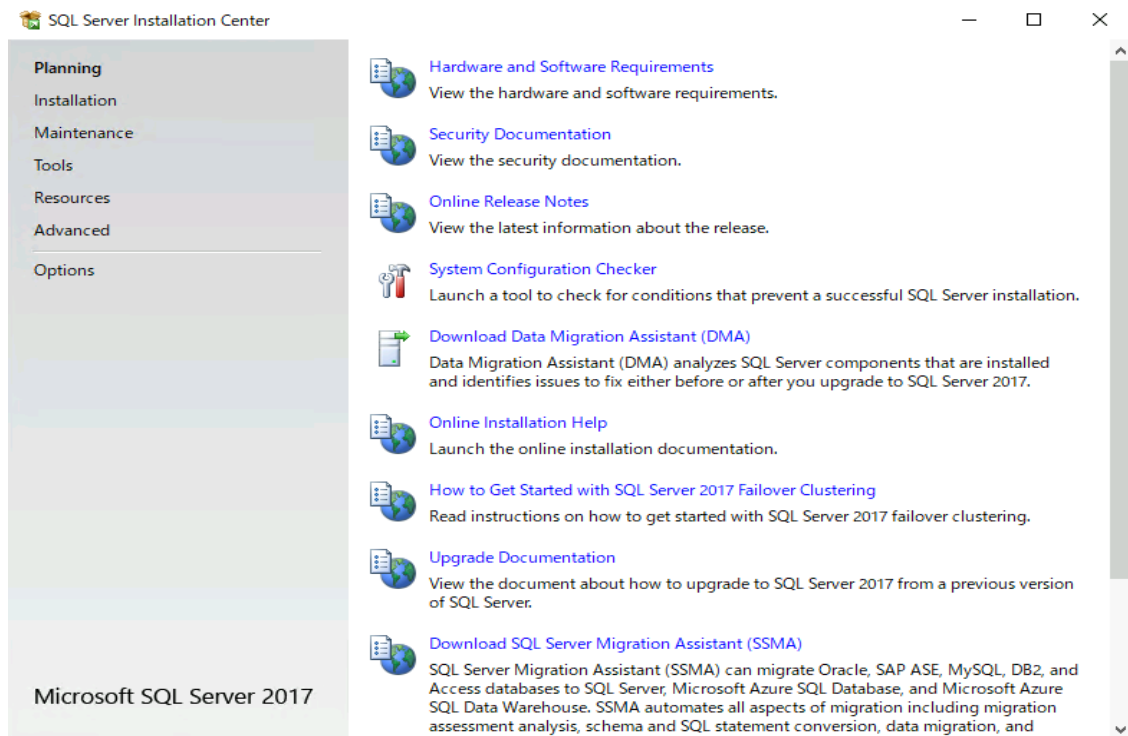 SQL Server Installation Center
Planning
Installation
Maintenance
Tools
Resources
Advanced
Options
Microsoft SQL Server 2017
Hardware and Software Requirements
View the hardware and software requirements.
Security Documentation
View the security documentation.
Online Release Notes
View the latest information about the release.
System Configuration Checker
Launch a tool to check for conditions that prevent a successful SQL Server installation.
Download Data Migration Assistant (DMA)
Data Migration Assistant (DMA) analyzes SQL Server components that are installed
and identifies issues to fix either before or after you upgrade to SQL Server 2017.
Online Installation Help
Launch the online installation documentation.
How to Get Started with SQL Server 2017 Failover Clustering
Read instructions on how to get started with SQL Server 2017 failover clustering.
Upgrade Documentation
View the document about how to upgrade to SQL Server 2017 from a previous version
of SQL Server.
Download SQL Server Migration Assistant (SSMA)
SQL Server Migration Assistant (SSMA) can migrate Oracle, SAP ASE, MySQL, DB2, and
Access databases to SQL Server, Microsoft Azure SQL Database, and Microsoft Azure
SQL Data Warehouse. SSMA automates all aspects of migration including migration
assessment analysis, schema and SQL statement conversion, data migration, and